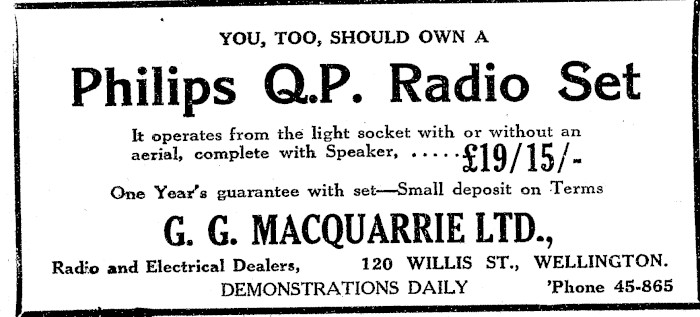 YOU, TOO, SHOULD OWN A
Philips Q.P. Radio Set
It operates from the light socket with or without an
aerial, complete with Speaker, .....£19/15/-
One Year's guarantee with set—Small deposit on Terms
G. G. MACQUARRIE LTD.,
Radio and Electrical Dealers, 120 WILLIS ST., WELLINGTON.
DEMONSTRATIONS DAILY 'Phone 45-865